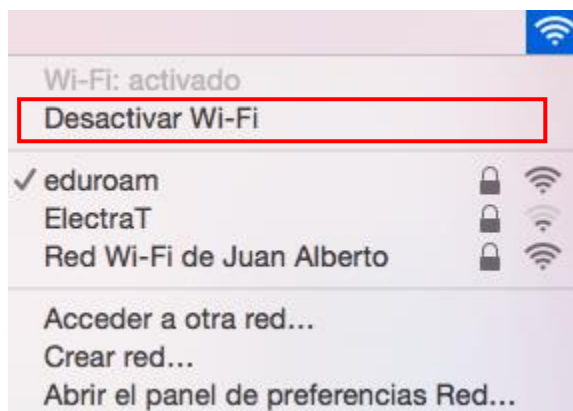 Wi-Fi: activado
Desactivar Wi-Fi
eduroam
ElectraT
Red Wi-Fi de Juan Alberto
Acceder a otra red...
Crear red...
Abrir el panel de preferencias Red...